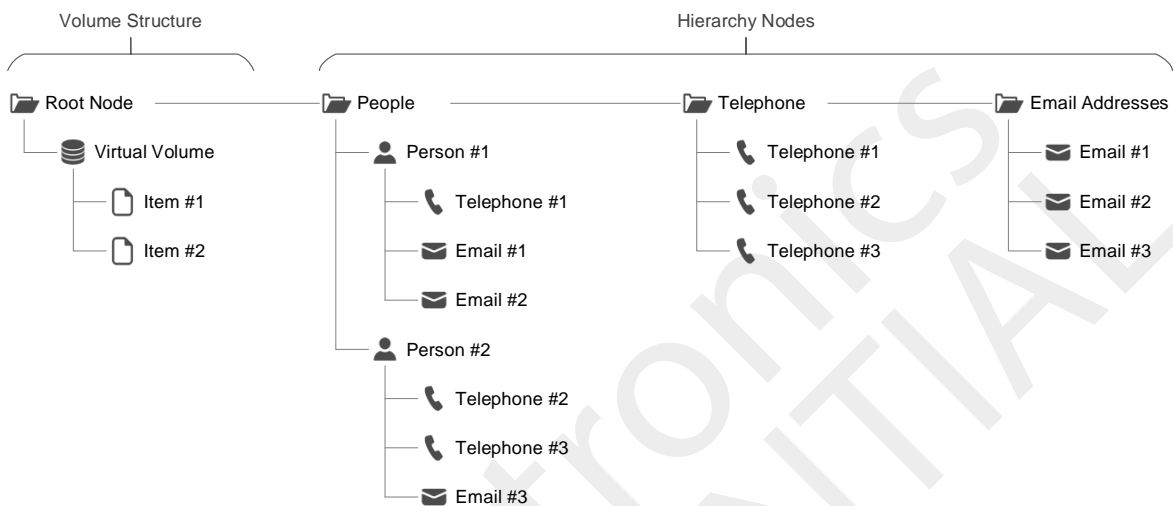 Volume Structure
Hierarchy Nodes
Root Node
People
Telephone
Email Addresses
Virtual Volume
Item #1
Item #2
Person #1
Telephone #1
Email #1
Email #2
Person #2
Telephone #2
Telephone #3
Email #3
Telephone #1
Telephone #2
Telephone #3
Email #1
Email #2
Email #3